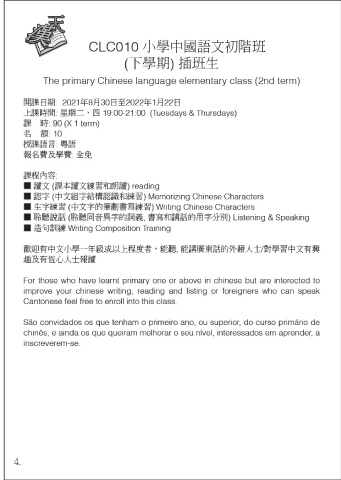 CLC010 小學中國語文初階班
(下學期) 插班生
The primary Chinese language elementary class (2nd term)
開課日期: 2021年8月30日至2022年1月22日
上課時間: 星期二、四 19:00-21:00 (Tuesdays & Thursdays)
課 時: 90 (X 1 term)
名 額: 10
授課語言: 粵語
報名費及學費: 全免
課程內容:
■ 讀文 (課本讀文練習和朗讀) reading
■ 認字 (中文組字結構認識和練習) Memorizing Chinese Characters
■ 生字練習 (中文字的筆劃書寫練習) Writing Chinese Characters
■ 聆聽說話 (聆聽同音異字的詞義, 書寫和講話的用字分別) Listening & Speaking
■ 造句訓練 Writing Composition Training
歡迎有中文小學一年級或以上程度者、能聽, 能講廣東話的外籍人士/對學習中文有興
趣及有恆心人士報讀
For those who have learnt primary one or above in chinese but are interected to
improve your chinese writing, reading and listing or foreigners who can speak
Cantonese feel free to enroll into this class.
São convidados os que tenham o primeiro ano, ou superior, do curso primário de
chinês, e ainda os que queiram melhorar o seu nível, interessados em aprender, a
inscreverem-se.
4.